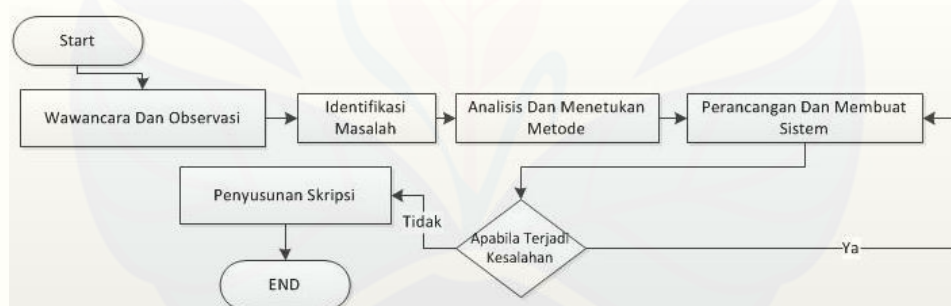 Start
Wawancara Dan Observasi
Identifikasi
Masalah
Analisis Dan Menetukan
Metode
Perancangan Dan Membuat
Sistem
Apabila Terjadi
Kesalahan
Ya
Tidak
Penyusunan Skripsi
END